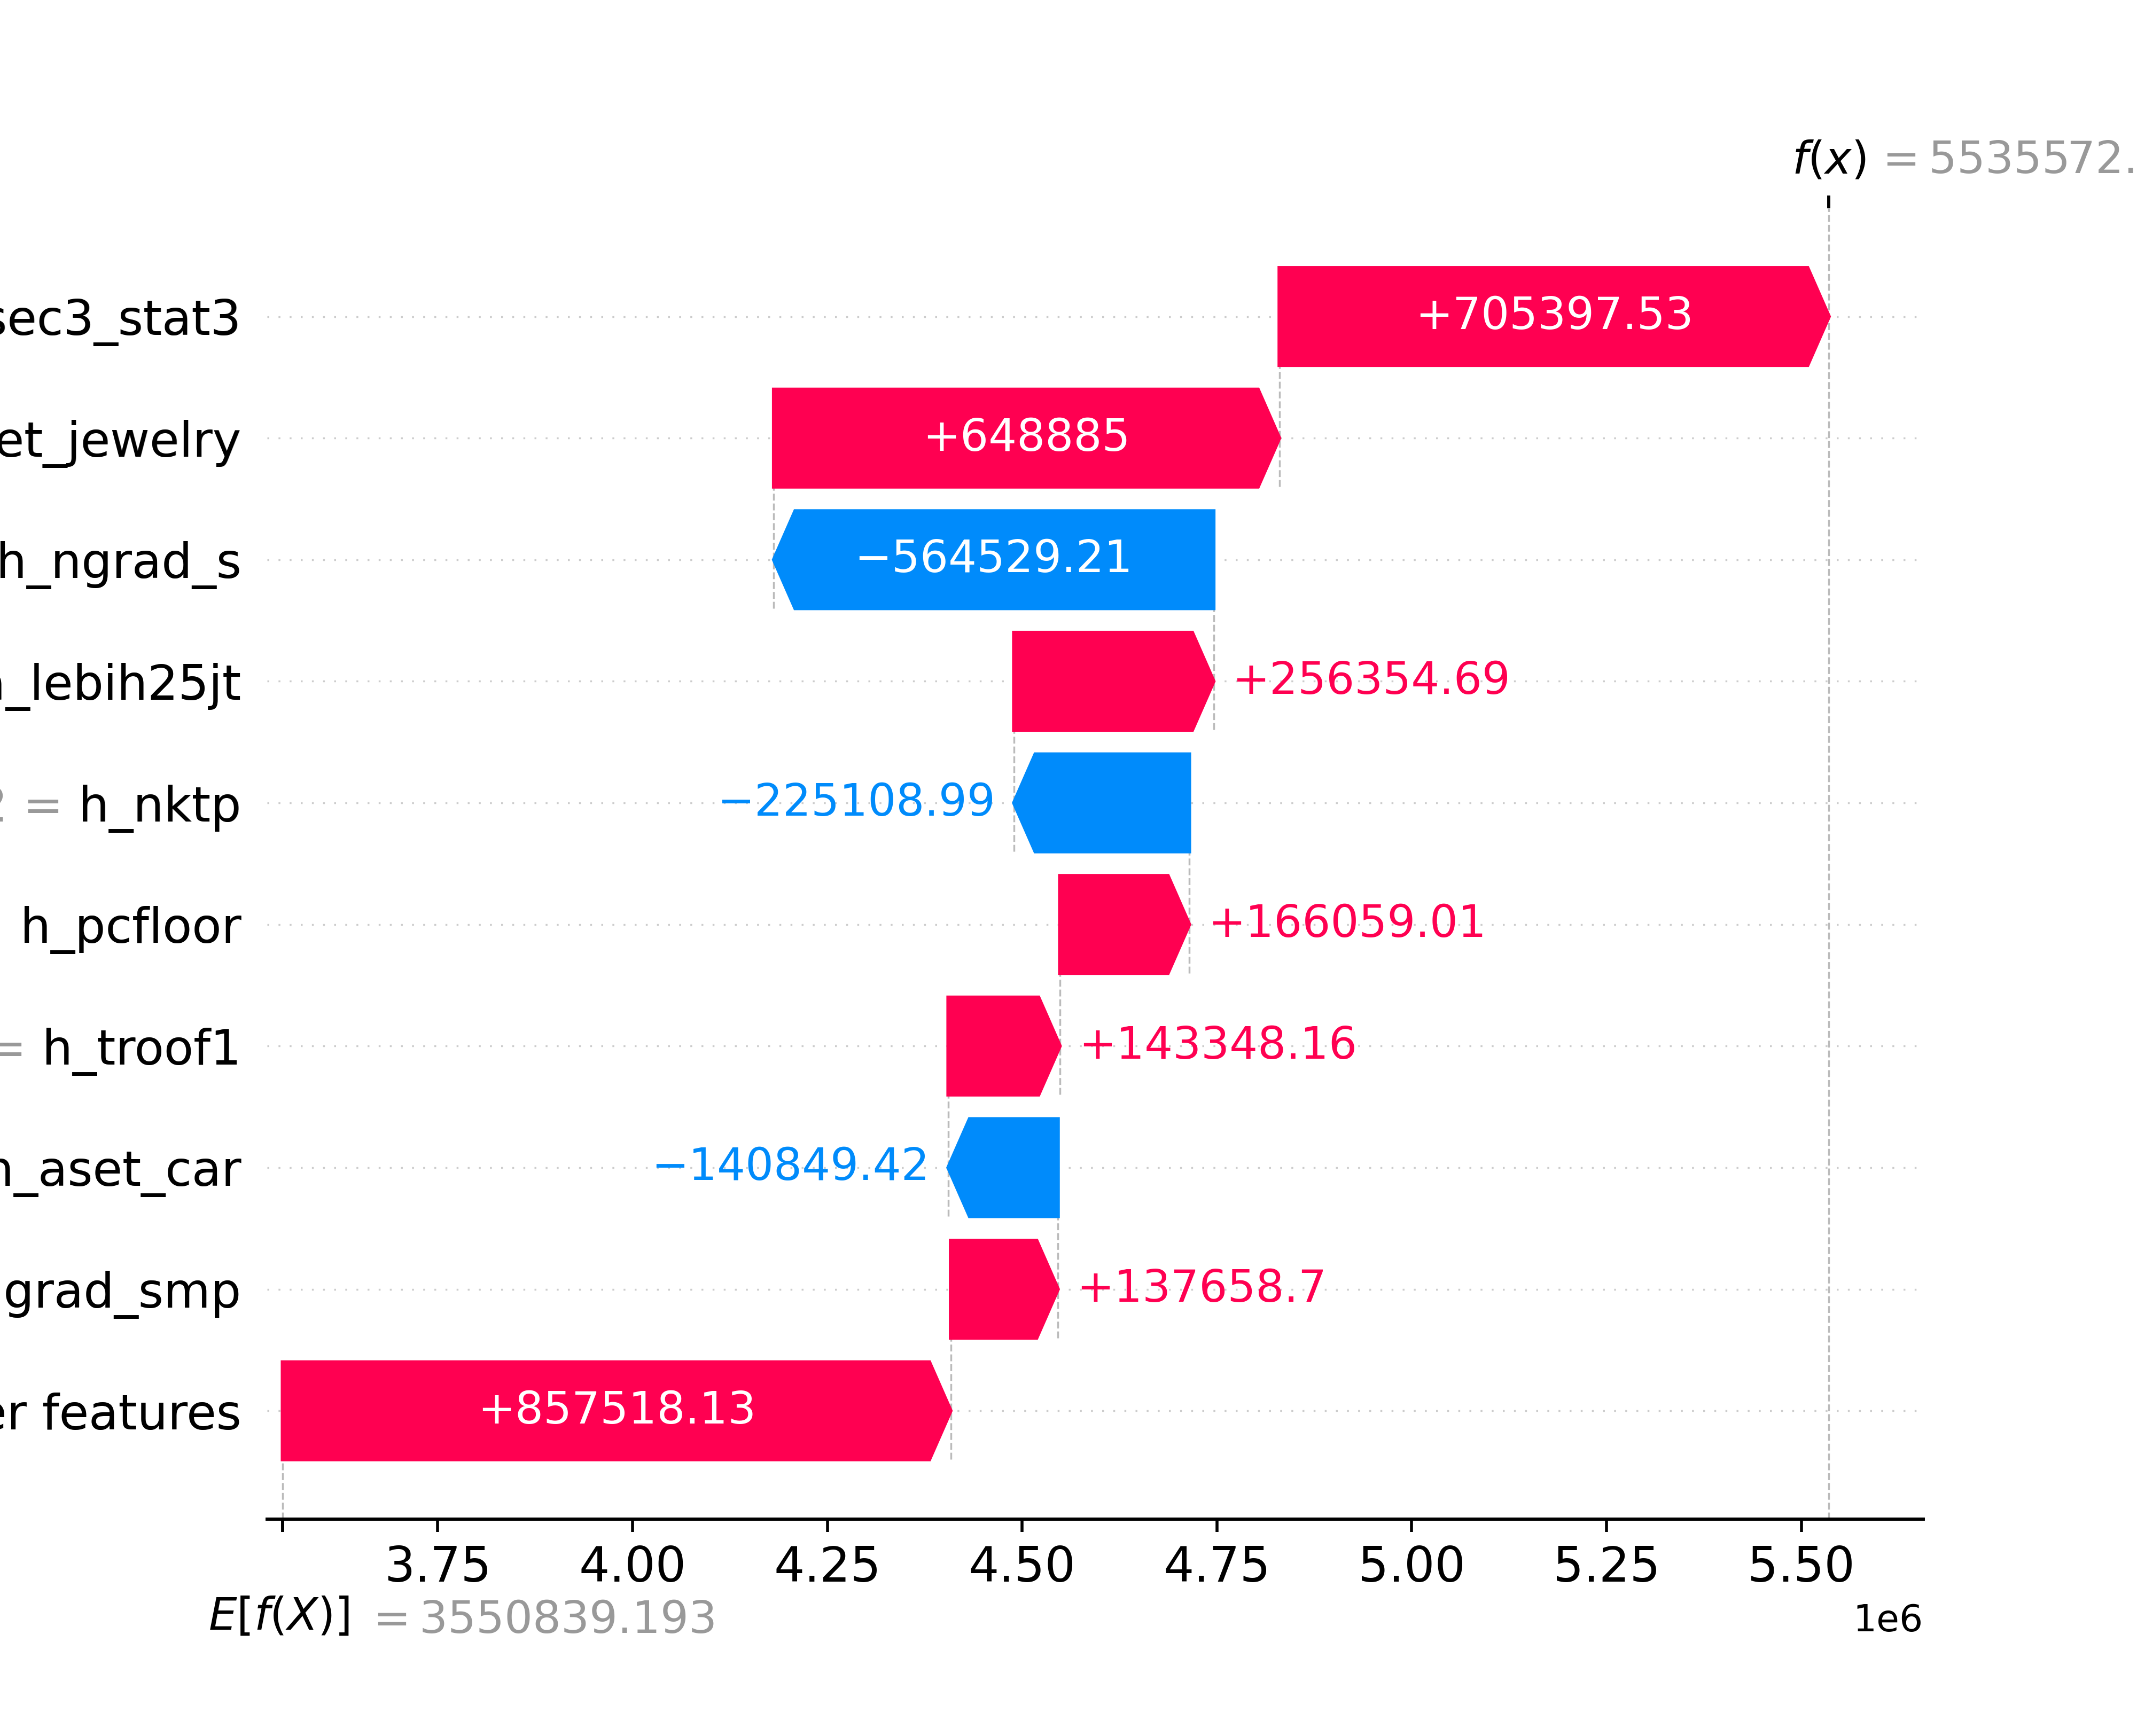 f(x) = 5535572.
sec3_stat3
+705397.53
et_jewelry
+648885
h_ngrad_s
−564529.21
_lebih25jt
+256354.69
= h_nktp
−225108.99
h_pcfloor
+166059.01
= h_troof1
+143348.16
_aset_car
−140849.42
grad_smp
+137658.7
er features
+857518.13
3.75 4.00 4.25 4.50 4.75 5.00 5.25 5.50
E[f(X)] = 3550839.193
1e6